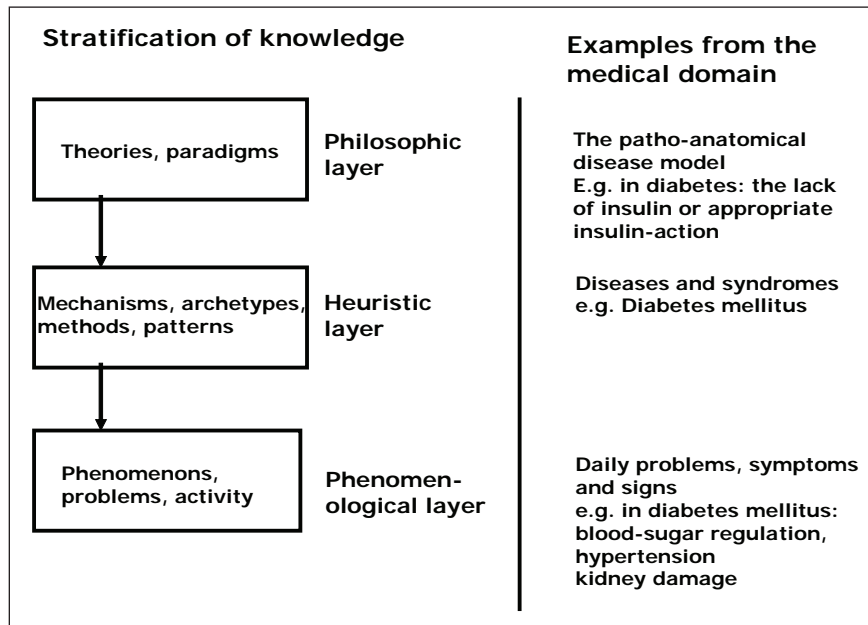 Stratification of knowledge
Examples from the
medical domain
Theories, paradigms
Philosophic
layer
The patho-anatomical
disease model
E.g. in diabetes: the lack
of insulin or appropriate
insulin-action
Mechanisms, archetypes,
methods, patterns
Heuristic
layer
Diseases and syndromes
e.g. Diabetes mellitus
Phenomenons,
problems, activity
Phenomen-
ological layer
Daily problems, symptoms
and signs
e.g. in diabetes mellitus:
blood-sugar regulation,
hypertension
kidney damage